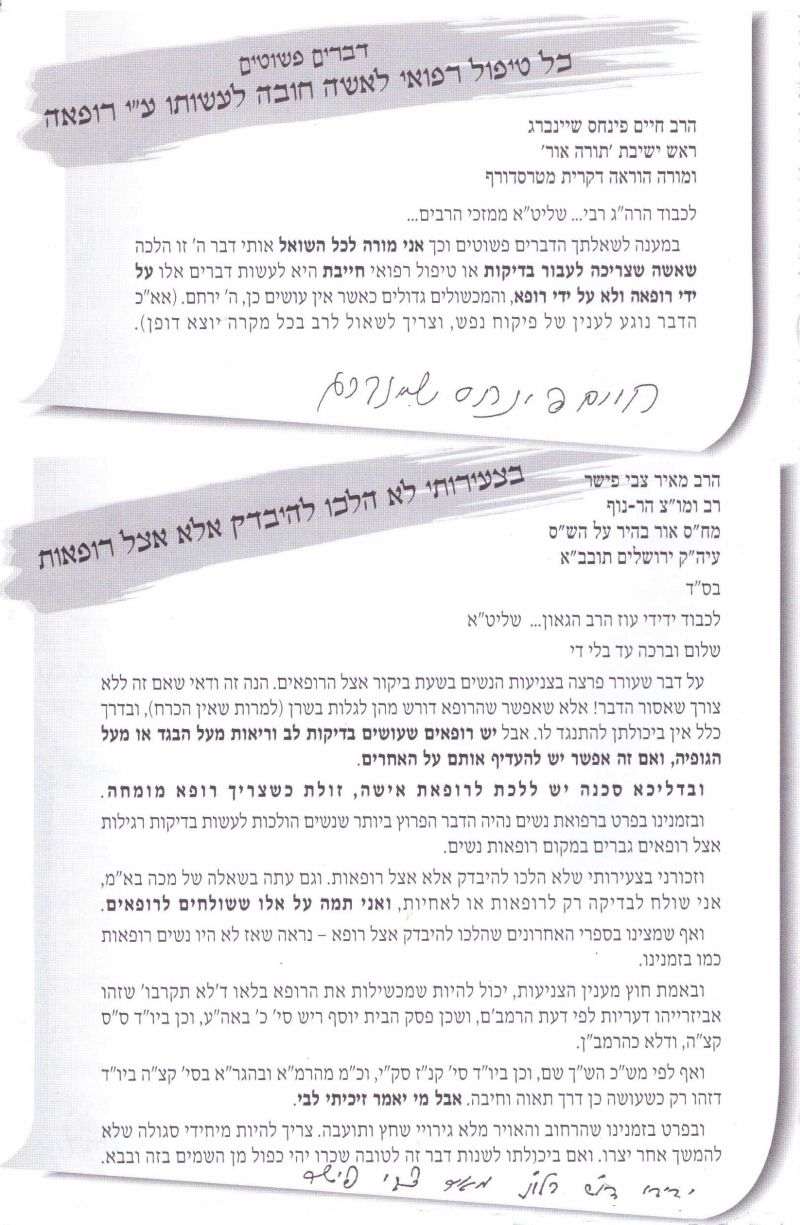 דברים פשוטים
כל טיפול רפואי לאשה חובה לעשותו ע״י רופאה
הרב חיים פינחס שיינברג
ראש ישיבת ׳תורה אור׳
ומורה הוראה דקרית מטרסדורף
לכבוד הרה״ג רבי... שליט״א ממזכי הרבים...
במענה לשאלתך הדברים פשוטים וכך אני מורה לכל השואל אותי דבר ה׳ זו הלכה
שאשה שצריכה לעבור בדיקות או טיפול רפואי חייבת היא לעשות דברים אלו על
ידי רופאה ולא על ידי רופא, והמכשולים גדולים כאשר אין עושים כן, ה׳ ירחם. (אא״כ
הדבר נוגע לענין של פיקוח נפש, וצריך לשאול לרב בכל מקרה יוצא דופן).
חיים פינחס שיינברג
בצעירותי לא הלכו להיבדק אלא אצל רופאות
הרב מאיר צבי פישר
רב ומו״צ הר-נוף
מח״ס אור בהיר על הש״ס
עיה״ק ירושלים תובב״א
בס״ד
לכבוד ידידי עוז הרב הגאון... שליט״א
שלום וברכה עד בלי די
על דבר שעורר פרצה בצניעות הנשים בשעת ביקור אצל הרופאים. הנה זה ודאי שאם זה ללא
צורך שאסור הדבר! אלא שאפשר שהרופא דורש מהן לגלות בשרן (למרות שאין הכרח), ובדרך
כלל אין ביכולתן להתנגד לו. אבל יש רופאים שעושים בדיקות לב וריאות מעל הבגד או מעל
הגופיה, ואם זה אפשר יש להעדיף אותם על האחרים.
ובדליכא סכנה יש ללכת לרופאת אישה, זולת כשצריך רופא מומחה.
ובזמנינו בפרט ברפואת נשים נהיה הדבר הפרוץ ביותר שנשים הולכות לעשות בדיקות רגילות
אצל רופאים גברים במקום רופאות נשים.
וזכורני בצעירותי שלא הלכו להיבדק אלא אצל רופאות. וגם עתה בשאלה של מכה בא״מ,
אני שולח לבדיקה רק לרופאות או לאחיות, ואני תמה על אלו ששולחים לרופאים.
ואף שמצינו בספרי האחרונים שהלכו להיבדק אצל רופא – נראה שאז לא היו נשים רופאות
כמו בזמנינו.
ובאמת חוץ מענין הצניעות, יכול להיות שמכשילות את הרופא בלאו ד׳לא תקרבו׳ שזהו
אביזרייהו דעריות לפי דעת הרמב״ם, ושכן פסק הבית יוסף ריש סי׳ כ׳ באה״ע, וכן ביו״ד ס״ס
קצ״ה, ודלא כהרמב״ן.
ואף לפי מש״כ הש״ך שם, וכן ביו״ד סי׳ קנ״ז סק״י, וכ״מ מהרמ״א ובהגר״א בסי׳ קצ״ה ביו״ד
דזהו רק כשעושה כן דרך תאוה וחיבה. אבל מי יאמר זיכיתי לבי.
ובפרט בזמנינו שהרחוב והאויר מלא גירויי שחץ ותועבה. צריך להיות מיחידי סגולה שלא
להמשך אחר יצרו. ואם ביכולתו לשנות דבר זה לטובה שכרו יהי כפול מן השמים בזה ובבא.
ידידו מאיר צבי פישר